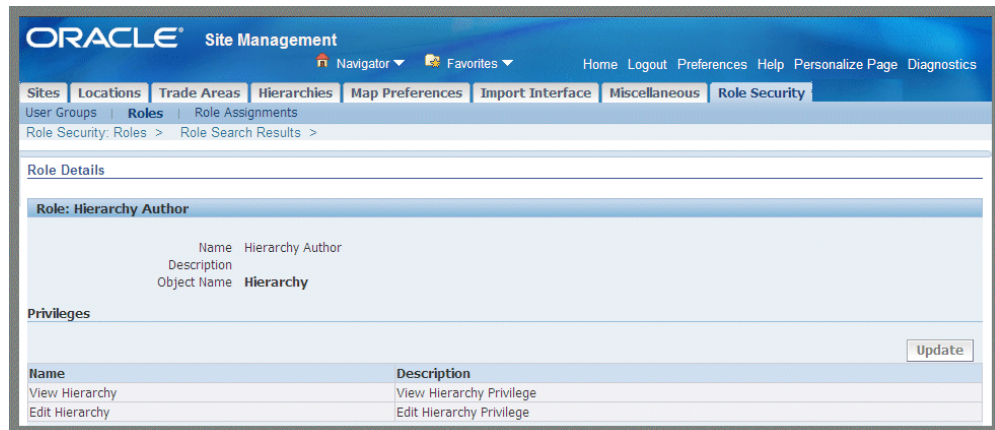 ORACLE® Site Management
Navigator Favorites Home Logout Preferences Help Personalize Page Diagnostics
Sites Locations Trade Areas Hierarchies Map Preferences Import Interface Miscellaneous Role Security
User Groups | Roles | Role Assignments
Role Security: Roles > Role Search Results >
Role Details
Role: Hierarchy Author
Name Hierarchy Author
Description
Object Name Hierarchy
Privileges
Update
Name Description
View Hierarchy View Hierarchy Privilege
Edit Hierarchy Edit Hierarchy Privilege